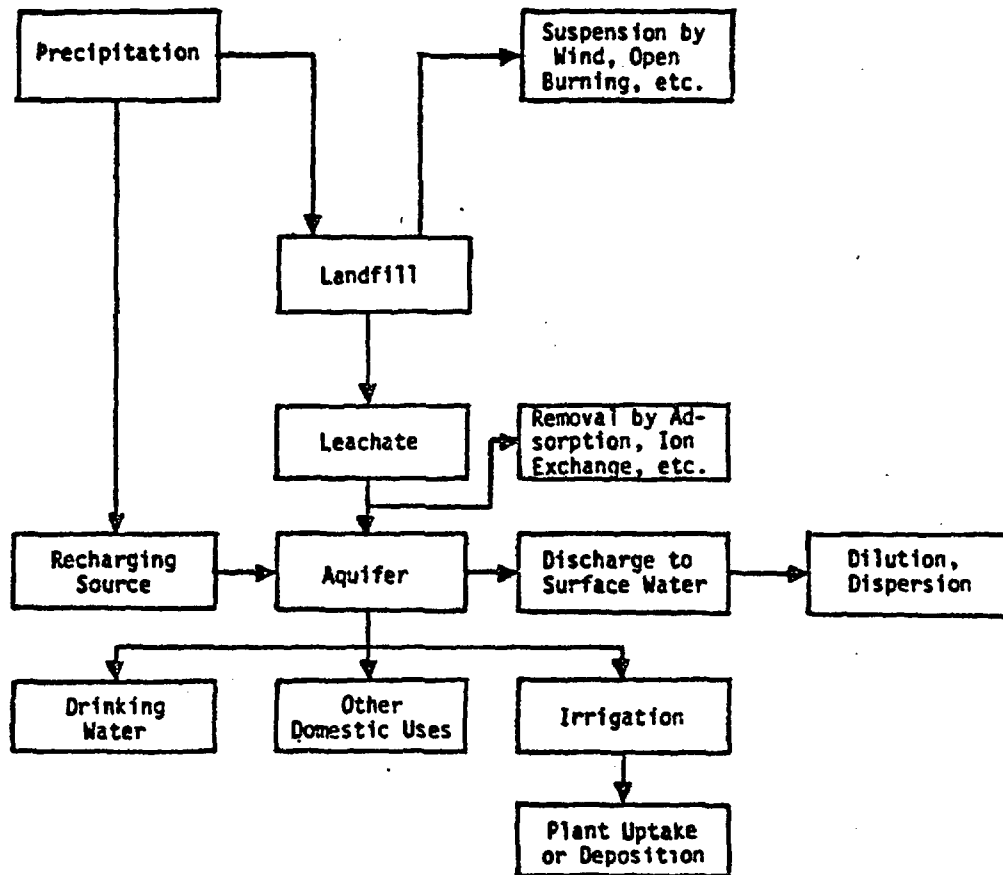 Precipitation
Suspension by
Wind, Open
Burning, etc.
Landfill
Leachate
Removal by Ad-
sorption, Ion
Exchange, etc.
Recharging
Source
Aquifer
Discharge to
Surface Water
Dilution,
Dispersion
Drinking
Water
Other
Domestic Uses
Irrigation
Plant Uptake
or Deposition